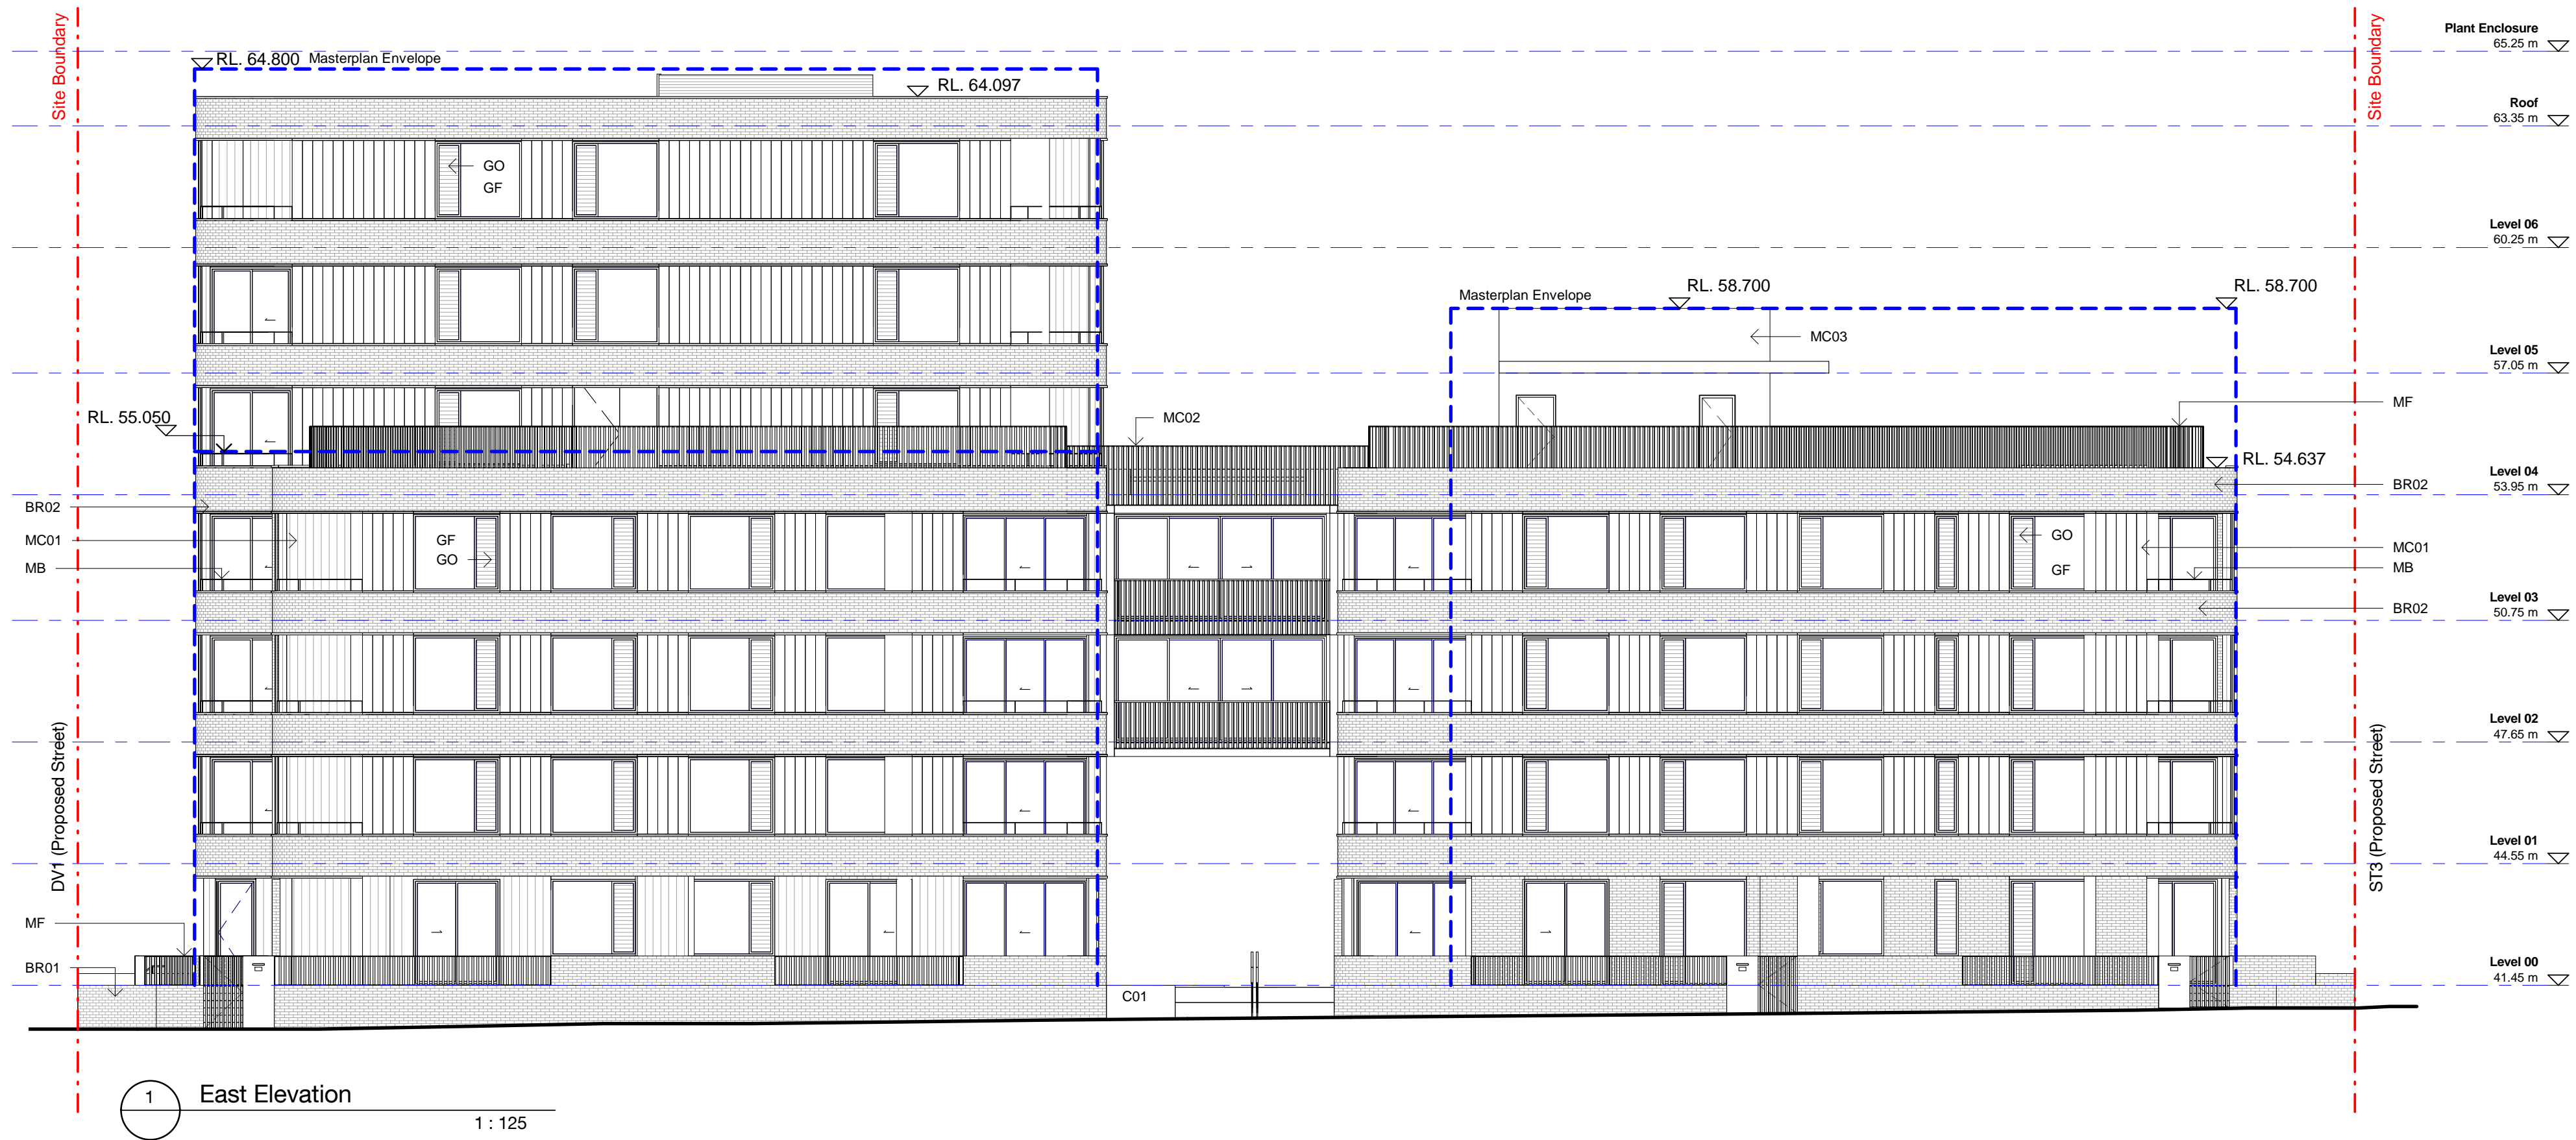 Site Boundary
RL. 64.800 Masterplan Envelope
RL. 64.097
Site Boundary
Plant Enclosure
65.25 m
Roof
63.35 m
GO
GF
Level 06
60.25 m
Masterplan Envelope
RL. 58.700
RL. 58.700
MC03
Level 05
57.05 m
RL. 55.050
MC02
MF
RL. 54.637
Level 04
53.95 m
BR02
BR02
MC01
MB
GF
GO
GO
GF
MC01
MB
Level 03
50.75 m
BR02
Level 02
47.65 m
DV1 (Proposed Street)
ST3 (Proposed Street)
Level 01
44.55 m
MF
BR01
C01
Level 00
41.45 m
1
East Elevation
1 : 125